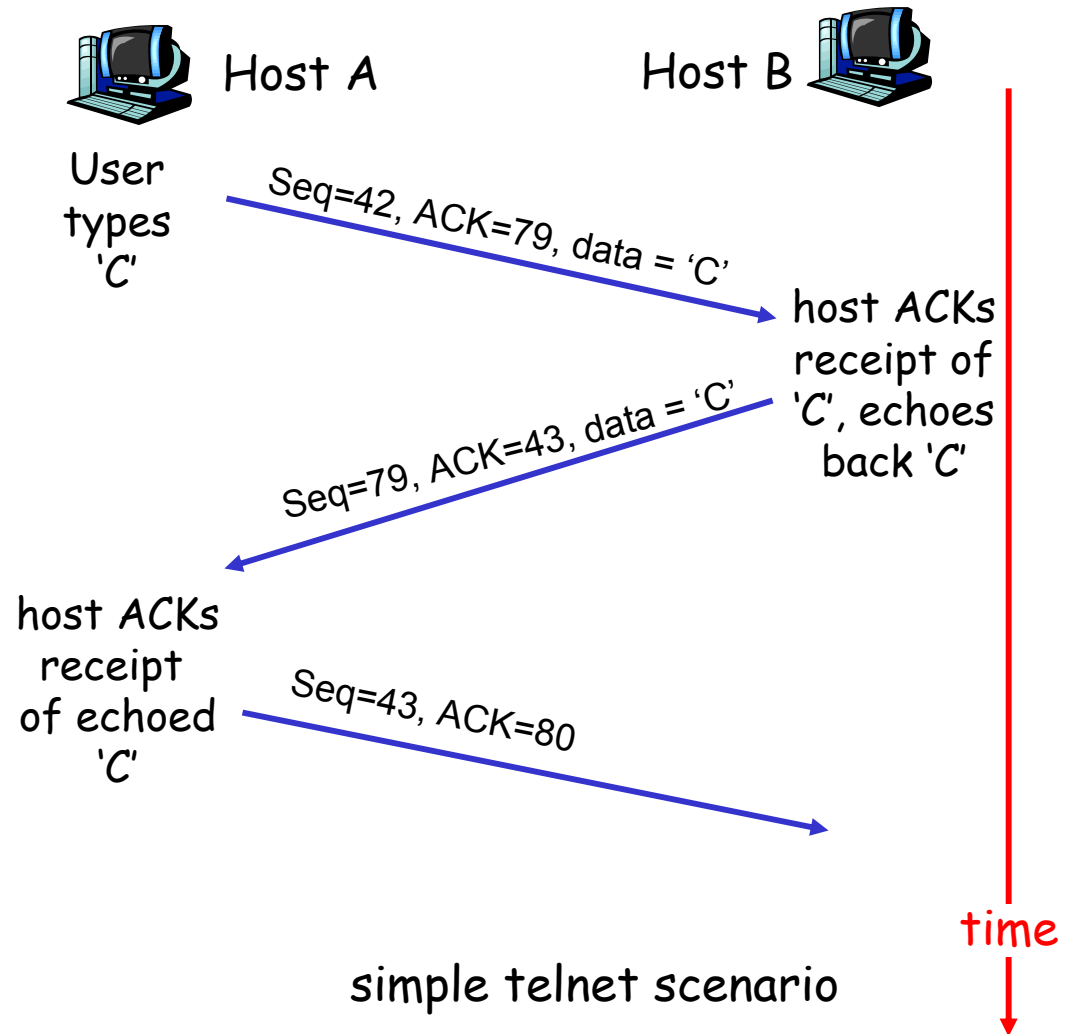 Host A
Host B
User
types
‘C’
Seq=42, ACK=79, data = ‘C’
host ACKs
receipt of
‘C’, echoes
back ‘C’
Seq=79, ACK=43, data = ‘C’
host ACKs
receipt
of echoed
‘C’
Seq=43, ACK=80
time
simple telnet scenario